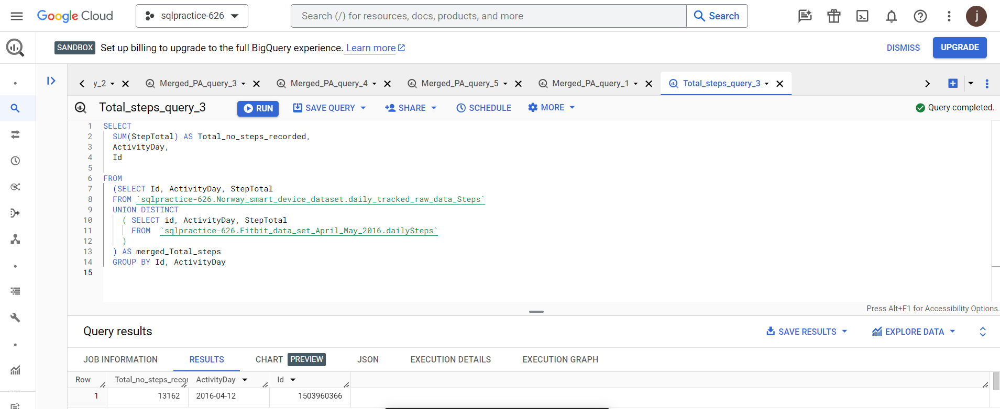 Google Cloud
sqlpractice-626
Search (/) for resources, docs, products, and more
Search
j
SANDBOX Set up billing to upgrade to the full BigQuery experience. Learn more
DISMISS
UPGRADE
y_2
Merged_PA_query_3
Merged_PA_query_4
Merged_PA_query_5
Merged_PA_query_1
Total_steps_query_3
Total_steps_query_3
RUN
SAVE QUERY
SHARE
SCHEDULE
MORE
Query completed.
1 SELECT
2 SUM(StepTotal) AS Total_no_steps_recorded,
3 ActivityDay,
4 Id
5
6 FROM
7 (SELECT Id, ActivityDay, StepTotal
8 FROM `sqlpractice-626.Norway_smart_device_dataset.daily_tracked_raw_data_Steps`
9 UNION DISTINCT
10 ( SELECT id, ActivityDay, StepTotal
11 FROM `sqlpractice-626.Fitbit_data_set_April_May_2016.dailySteps`
12 )
13 ) AS merged_Total_steps
14 GROUP BY Id, ActivityDay
15
Press Alt+F1 for Accessibility Options.
Query results
SAVE RESULTS
EXPLORE DATA
JOB INFORMATION
RESULTS
CHART PREVIEW
JSON
EXECUTION DETAILS
EXECUTION GRAPH
Row Total_no_steps_recor ActivityDay Id
1 13162 2016-04-12 1503960366